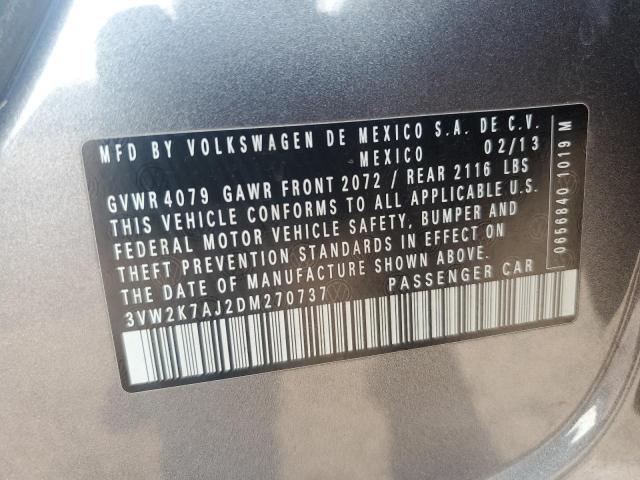 MFD BY VOLKSWAGEN DE MEXICO S.A. DE C.V.
MEXICO 02/13
GVWR 4079 GAWR FRONT 2072 / REAR 2116 LBS
THIS VEHICLE CONFORMS TO ALL APPLICABLE U.S.
FEDERAL MOTOR VEHICLE SAFETY, BUMPER AND
THEFT PREVENTION STANDARDS IN EFFECT ON
THE DATE OF MANUFACTURE SHOWN ABOVE.
3VW2K7AJ2DM270737 PASSENGER CAR
0656840 1019 M